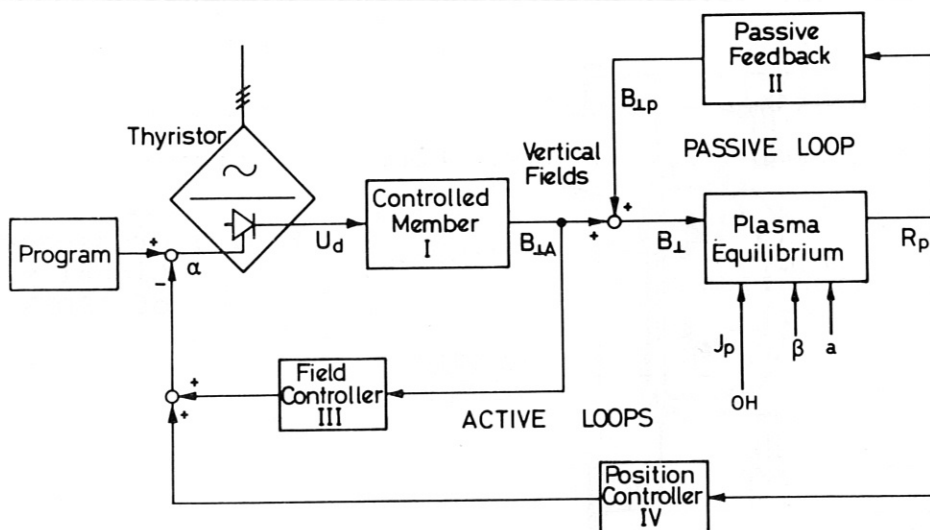 Passive
Feedback
II
B⊥p
PASSIVE LOOP
Thyristor
~
Vertical
Fields
Program
+
-
α
U_d
Controlled
Member
I
B⊥A
+
+
B⊥
Plasma
Equilibrium
R_p
J_p
β
a
OH
+
+
Field
Controller
III
ACTIVE LOOPS
Position
Controller
IV